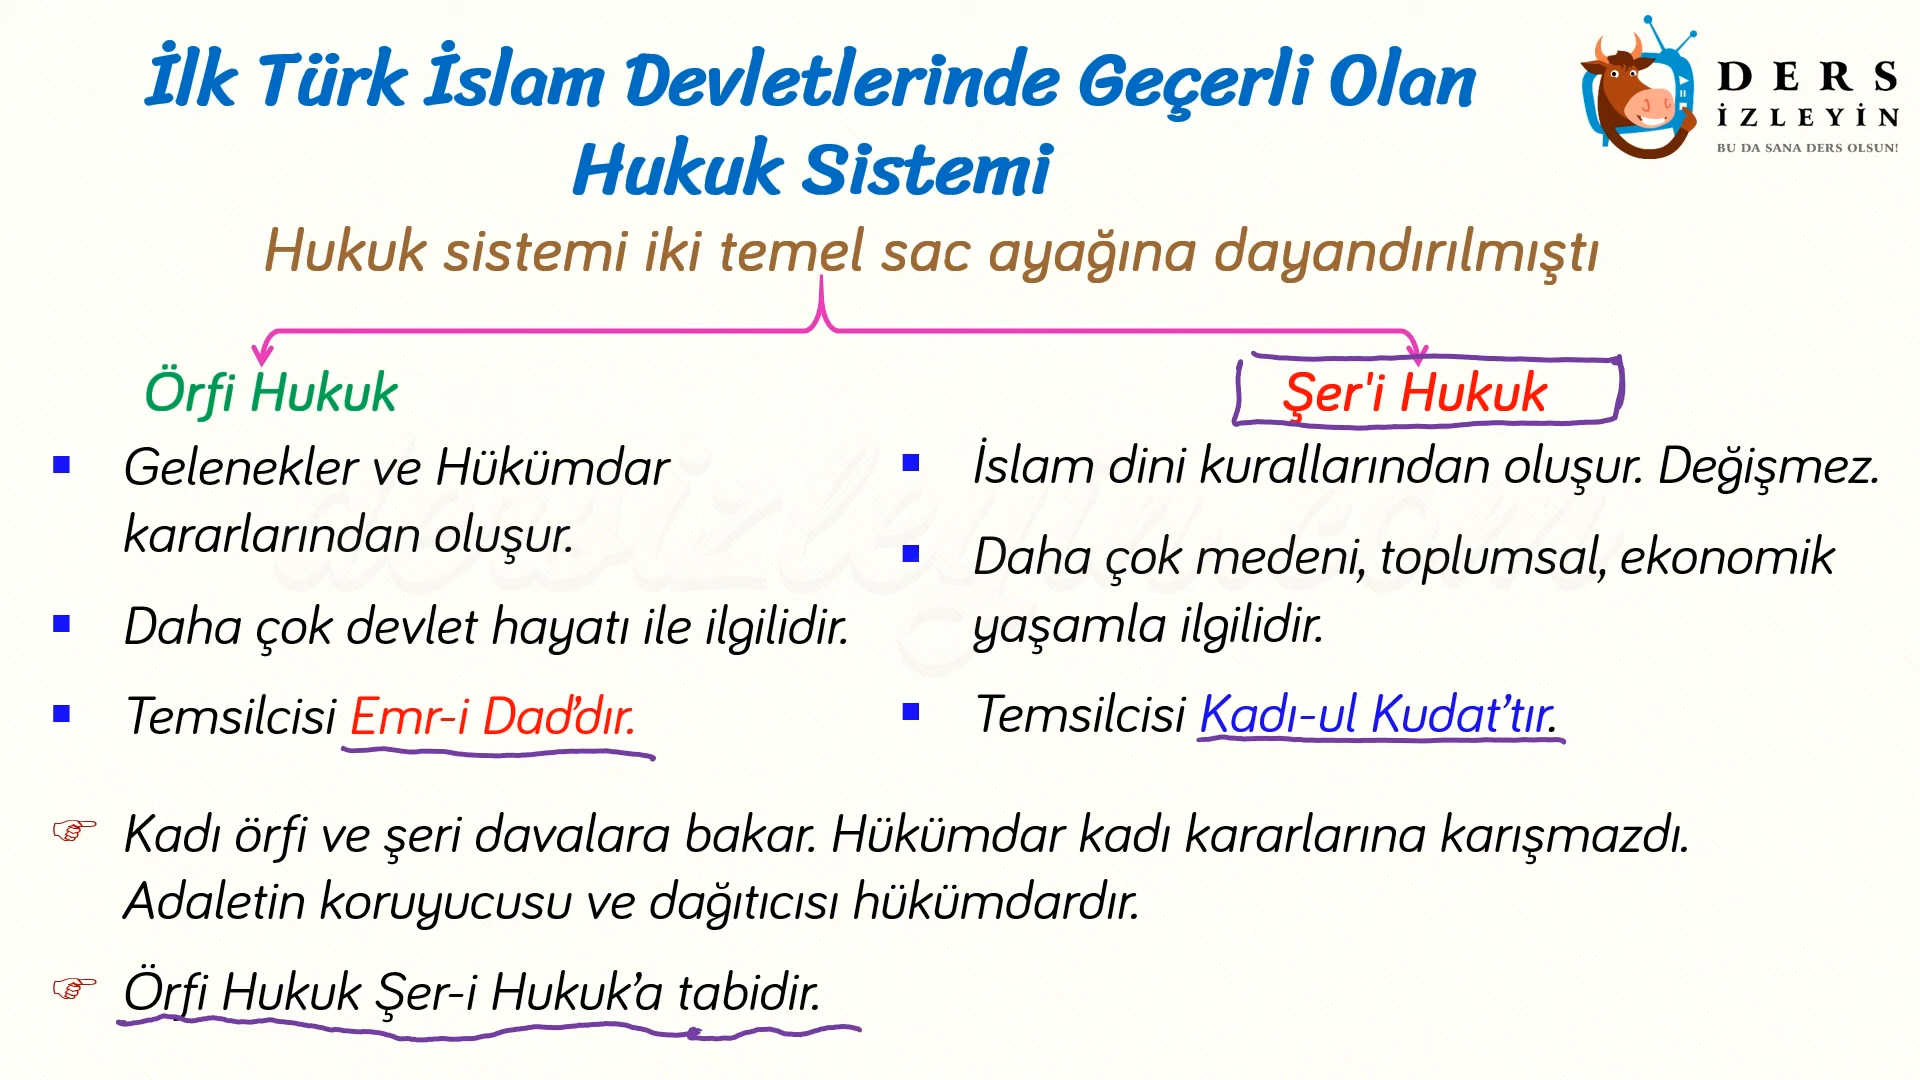 İlk Türk İslam Devletlerinde Geçerli Olan
Hukuk Sistemi
DERS
İZLEYİN
BU DA SANA DERS OLSUN!
Hukuk sistemi iki temel sac ayağına dayandırılmıştı
Örfi Hukuk
Gelenekler ve Hükümdar
kararlarından oluşur.
Daha çok devlet hayatı ile ilgilidir.
Temsilcisi Emr-i Dad'dır.
Şer'i Hukuk
İslam dini kurallarından oluşur. Değişmez.
Daha çok medeni, toplumsal, ekonomik
yaşamla ilgilidir.
Temsilcisi Kadı-ul Kudat’tır.
Kadı örfi ve şeri davalara bakar. Hükümdar kadı kararlarına karışmazdı.
Adaletin koruyucusu ve dağıtıcısı hükümdardır.
Örfi Hukuk Şer-i Hukuk’a tabidir.
dersizleyin.com